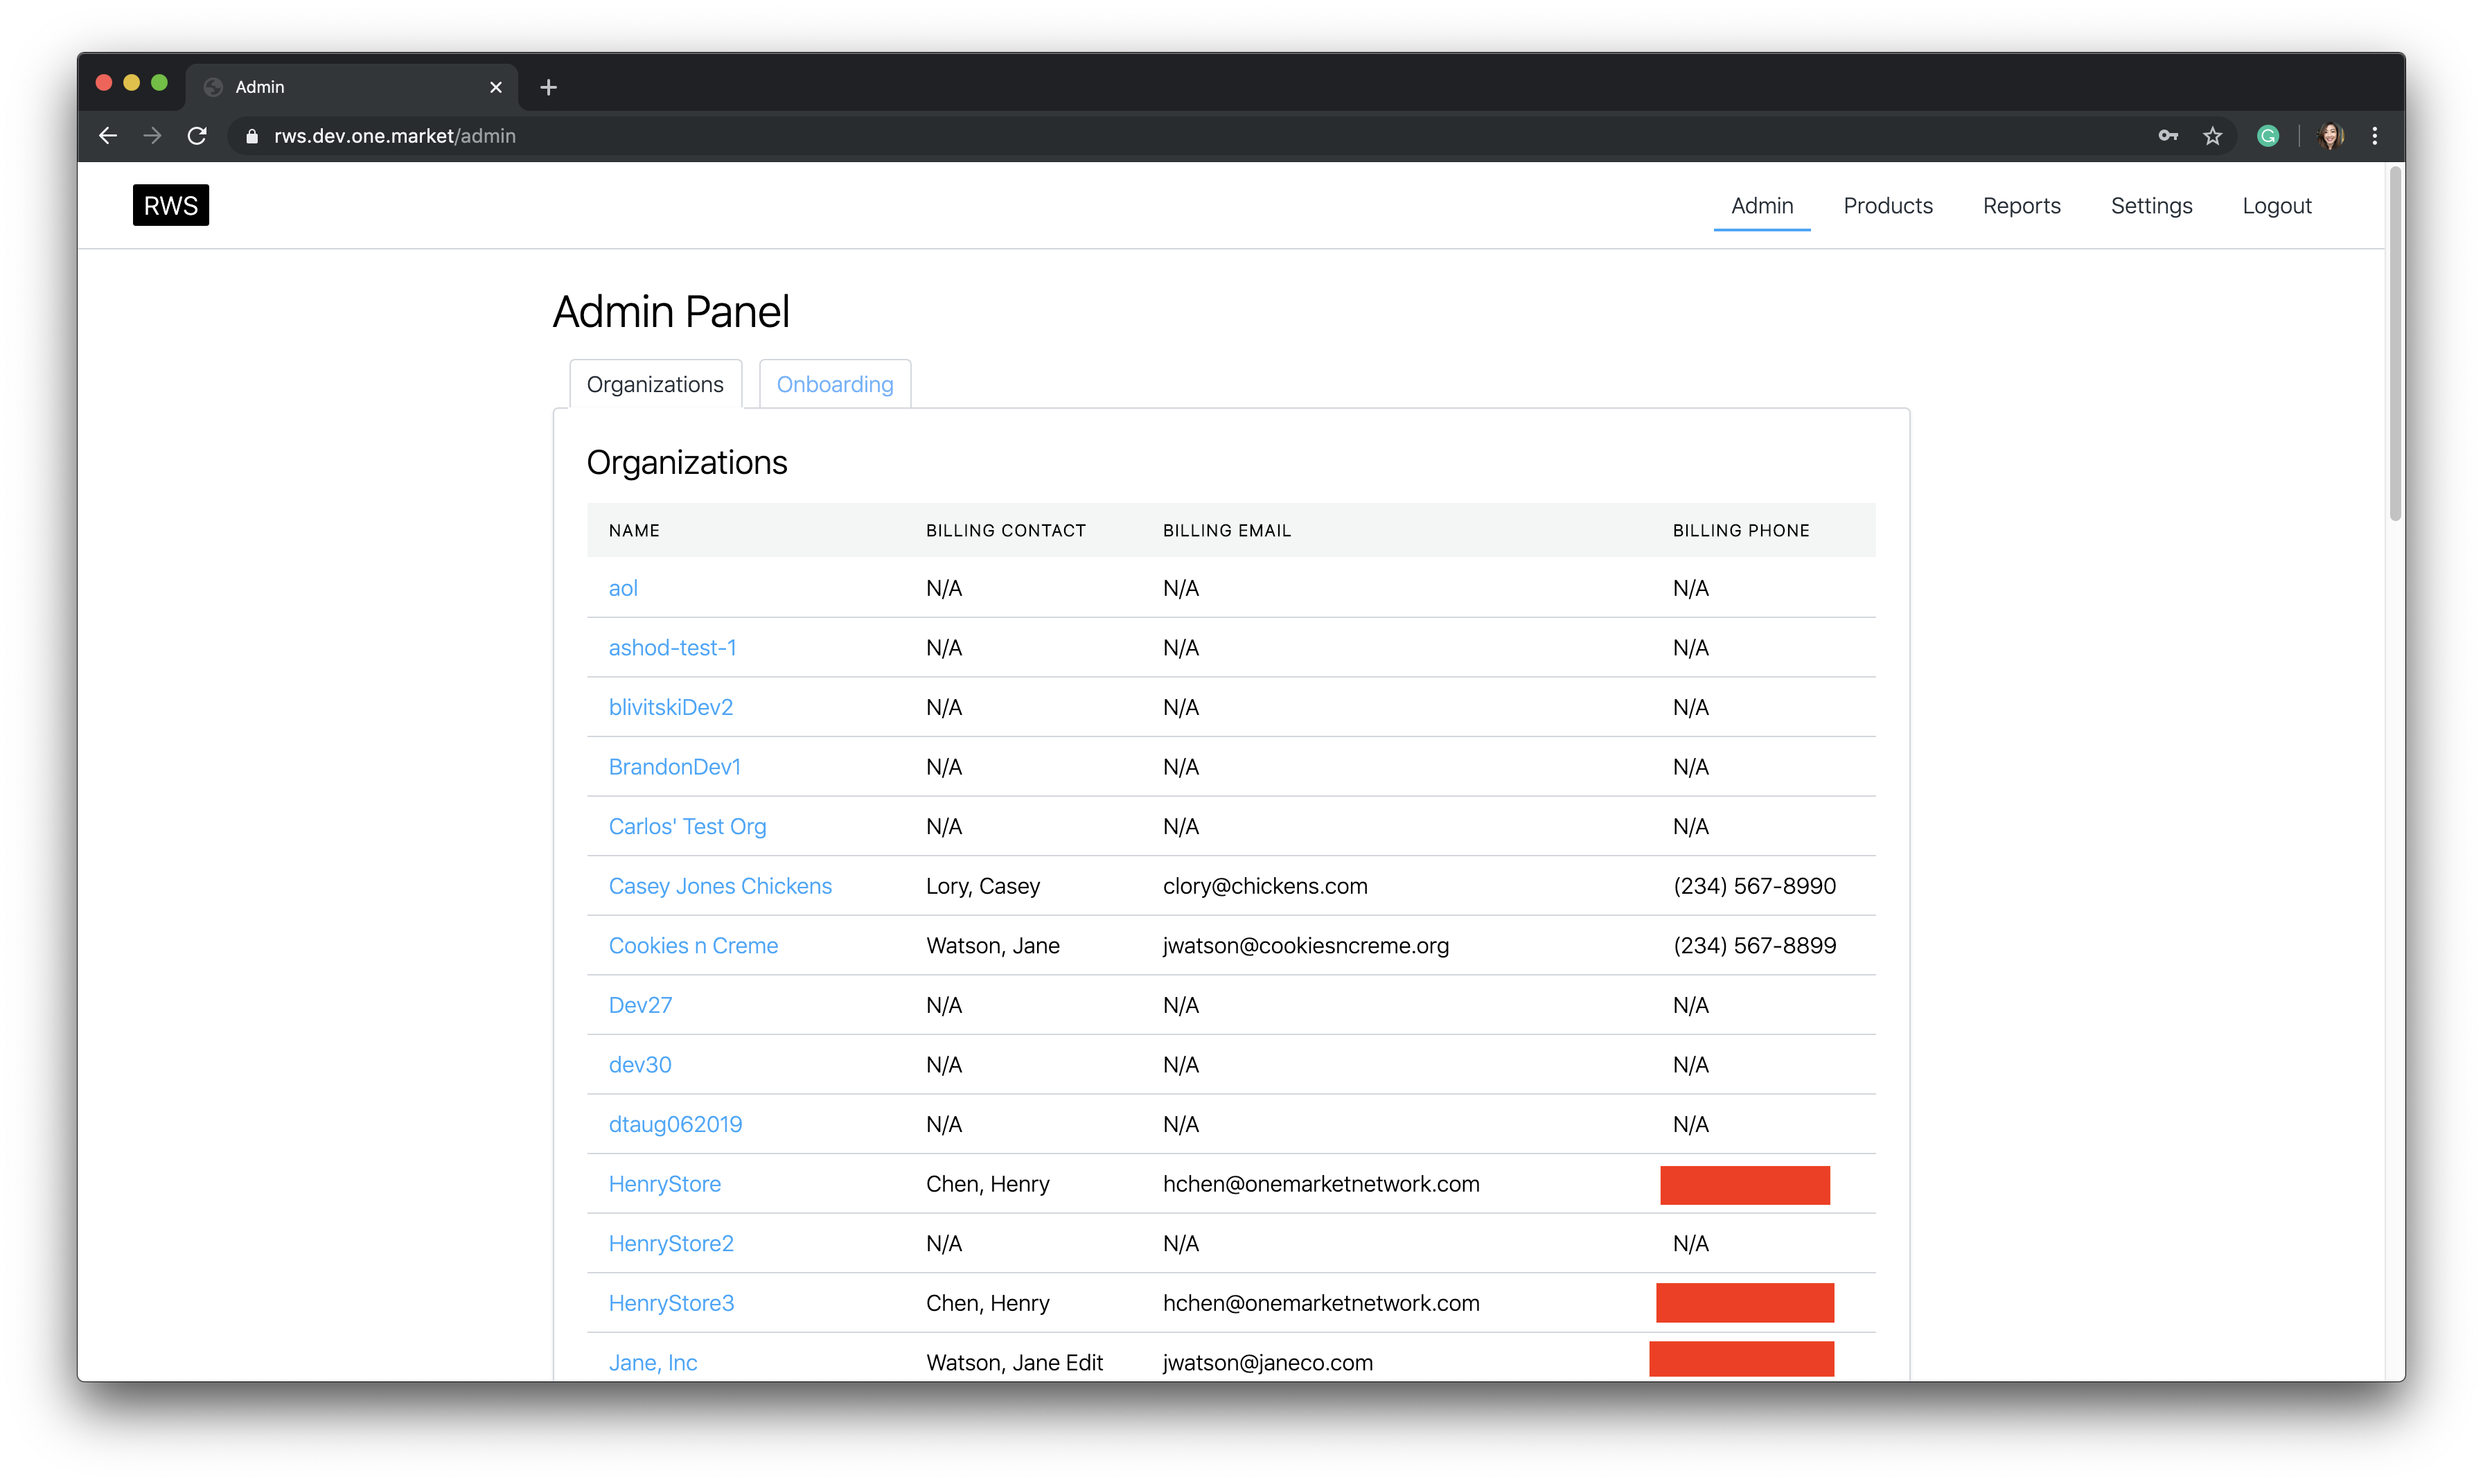 Admin
rws.dev.one.market/admin
RWS
Admin Products Reports Settings Logout
Admin Panel
Organizations Onboarding
Organizations
NAME BILLING CONTACT BILLING EMAIL BILLING PHONE
aol N/A N/A N/A
ashod-test-1 N/A N/A N/A
blivitskiDev2 N/A N/A N/A
BrandonDev1 N/A N/A N/A
Carlos' Test Org N/A N/A N/A
Casey Jones Chickens Lory, Casey clory@chickens.com (234) 567-8990
Cookies n Creme Watson, Jane jwatson@cookiesncreme.org (234) 567-8899
Dev27 N/A N/A N/A
dev30 N/A N/A N/A
dtaug062019 N/A N/A N/A
HenryStore Chen, Henry hchen@onemarketnetwork.com
HenryStore2 N/A N/A N/A
HenryStore3 Chen, Henry hchen@onemarketnetwork.com
Jane, Inc Watson, Jane Edit jwatson@janeco.com